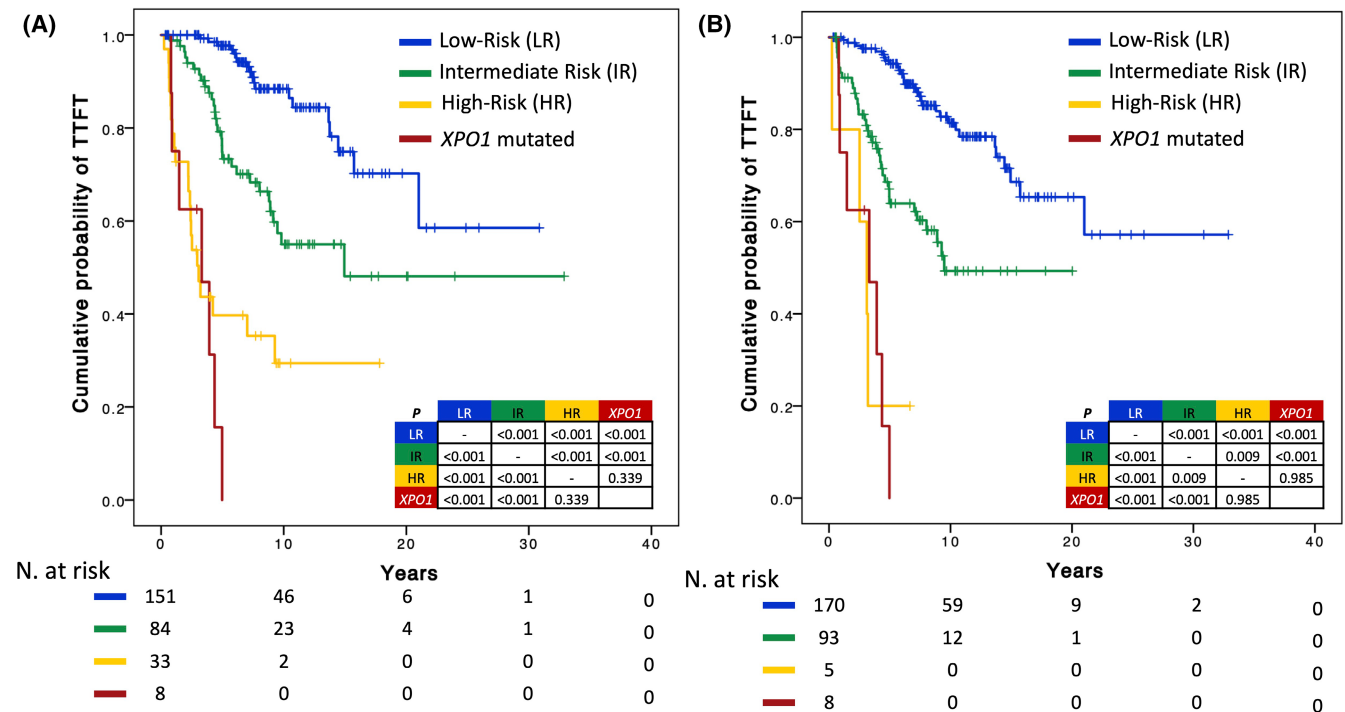 (A)
Low-Risk (LR)
Intermediate Risk (IR)
High-Risk (HR)
XPO1 mutated
Cumulative probability of TTFT
1.0
0.8
0.6
0.4
0.2
0.0
0 10 20 30 40
Years
P LR IR HR XPO1
LR - <0.001 <0.001 <0.001
IR <0.001 - <0.001 <0.001
HR <0.001 <0.001 - 0.339
XPO1 <0.001 <0.001 0.339
N. at risk
151 46 6 1 0
84 23 4 1 0
33 2 0 0 0
8 0 0 0 0
(B)
Low-Risk (LR)
Intermediate Risk (IR)
High-Risk (HR)
XPO1 mutated
Cumulative probability of TTFT
1.0
0.8
0.6
0.4
0.2
0.0
0 10 20 30 40
Years
P LR IR HR XPO1
LR - <0.001 <0.001 <0.001
IR <0.001 - 0.009 <0.001
HR <0.001 0.009 - 0.985
XPO1 <0.001 <0.001 0.985
N. at risk
170 59 9 2 0
93 12 1 0 0
5 0 0 0 0
8 0 0 0 0